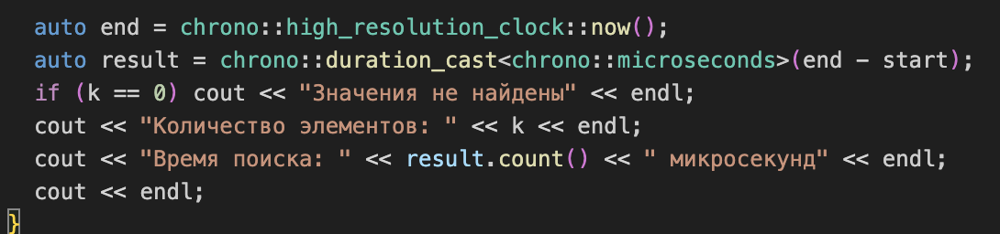 auto end = chrono::high_resolution_clock::now();
auto result = chrono::duration_cast<chrono::microseconds>(end - start);
if (k == 0) cout << "Значения не найдены" << endl;
cout << "Количество элементов: " << k << endl;
cout << "Время поиска: " << result.count() << " микросекунд" << endl;
cout << endl;
}